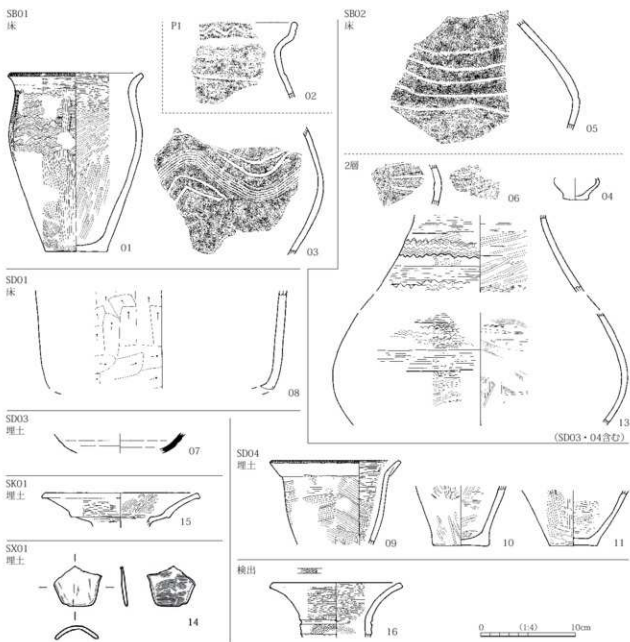 SB01
床
P1
02
01
03
SB02
床
05
2層
06
04
13
(SD03・04含む)
SD01
床
08
SD03
埋土
07
SK01
埋土
15
SX01
埋土
14
SD04
埋土
09
10
11
検出
16
0 (1:4) 10cm